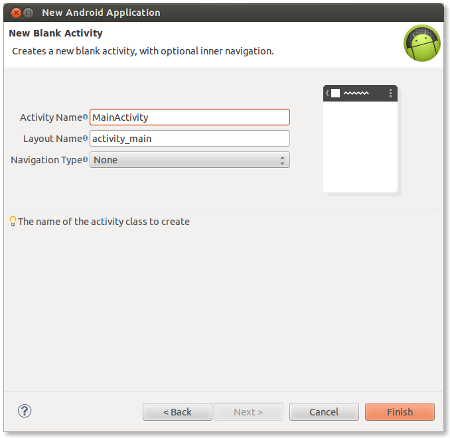 New Android Application
New Blank Activity
Creates a new blank activity, with optional inner navigation.
Activity Name MainActivity
Layout Name activity_main
Navigation Type None
The name of the activity class to create
< Back Next > Cancel Finish